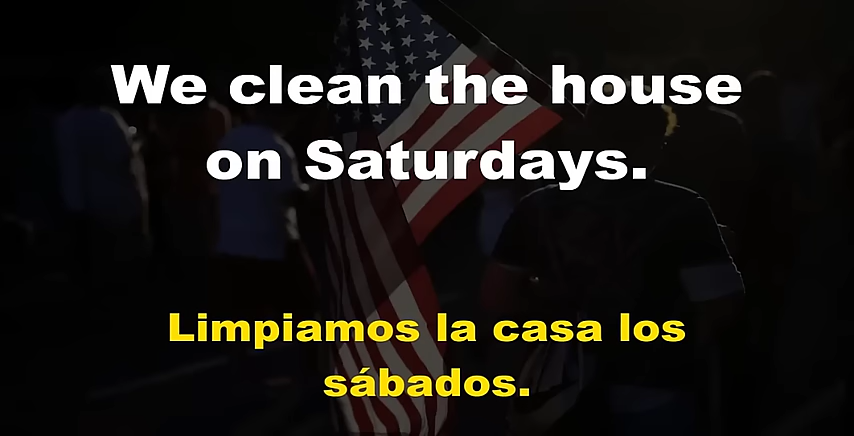 We clean the house
on Saturdays.
Limpiamos la casa los
sábados.